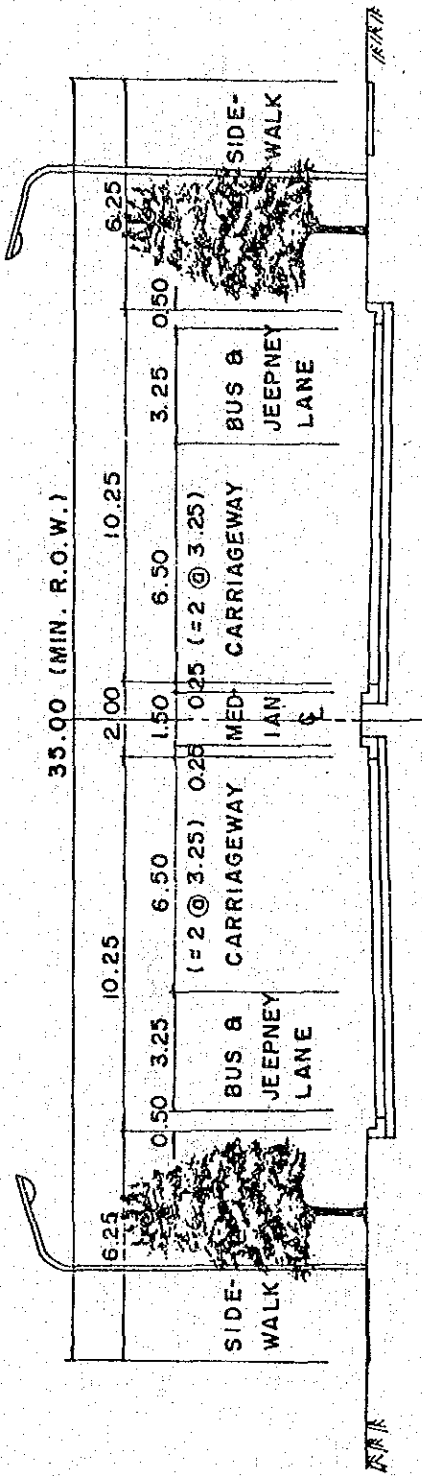 35.00 (MIN. R.O.W.)
6.25 10.25 2.00 10.25 6.25
0.50 3.25 6.50 1.50 6.50 3.25 0.50
(=2 @ 3.25) 0.25 0.25 (=2 @ 3.25)
SIDE-
WALK
BUS &
JEEPNEY
LANE
CARRIAGEWAY
MED-
IAN
℄
CARRIAGEWAY
BUS &
JEEPNEY
LANE
SIDE-
WALK